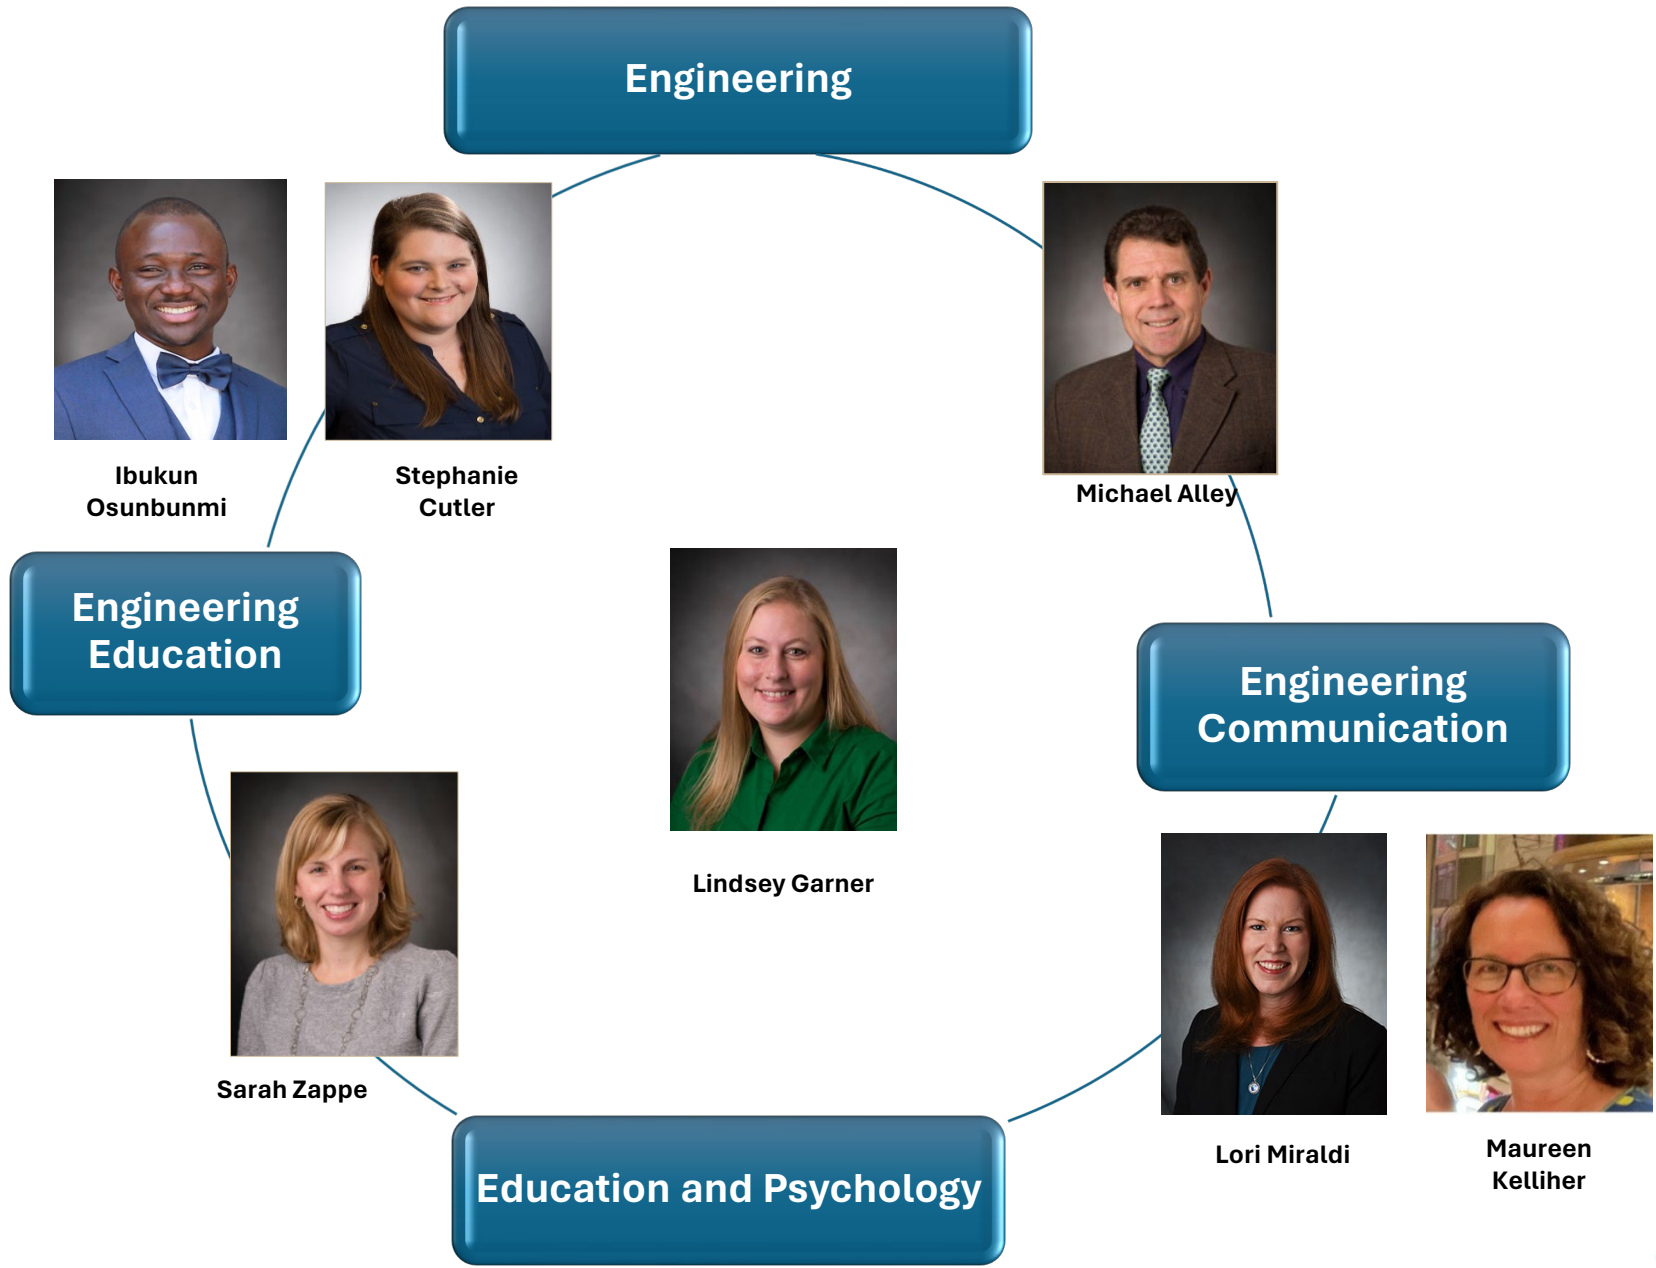 Engineering
Ibukun
Osunbunmi
Stephanie
Cutler
Michael Alley
Engineering
Education
Engineering
Communication
Lindsey Garner
Sarah Zappe
Lori Miraldi
Maureen
Kelliher
Education and Psychology